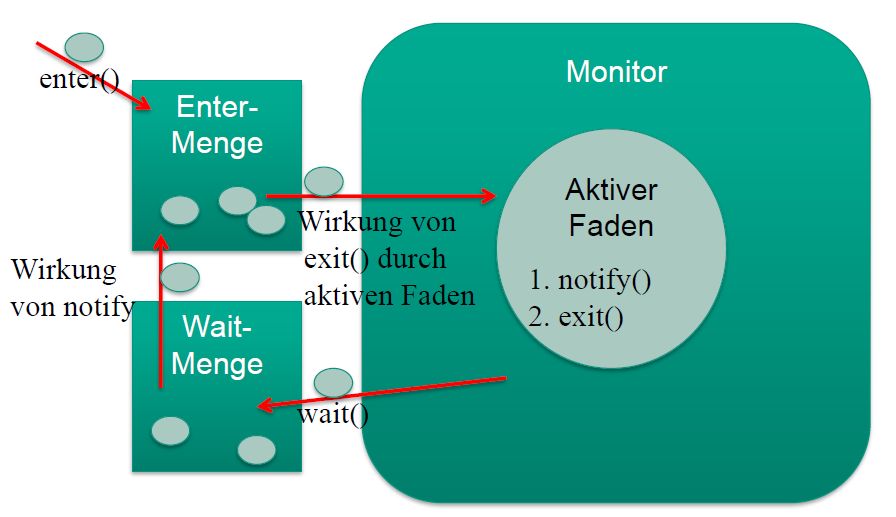 Monitor
enter()
Enter-
Menge
Aktiver
Faden
Wirkung von
exit() durch
aktiven Faden
1. notify()
2. exit()
Wirkung
von notify
Wait-
Menge
wait()